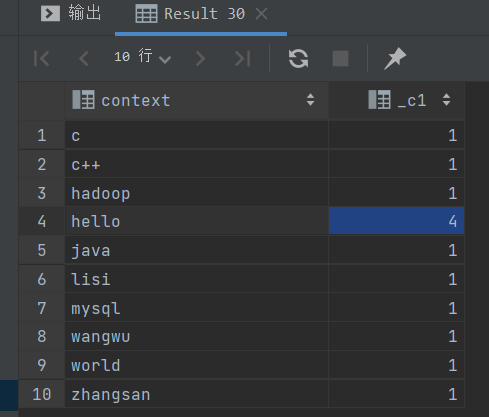 输出 Result 30
10 行
context _c1
1 c 1
2 c++ 1
3 hadoop 1
4 hello 4
5 java 1
6 lisi 1
7 mysql 1
8 wangwu 1
9 world 1
10 zhangsan 1